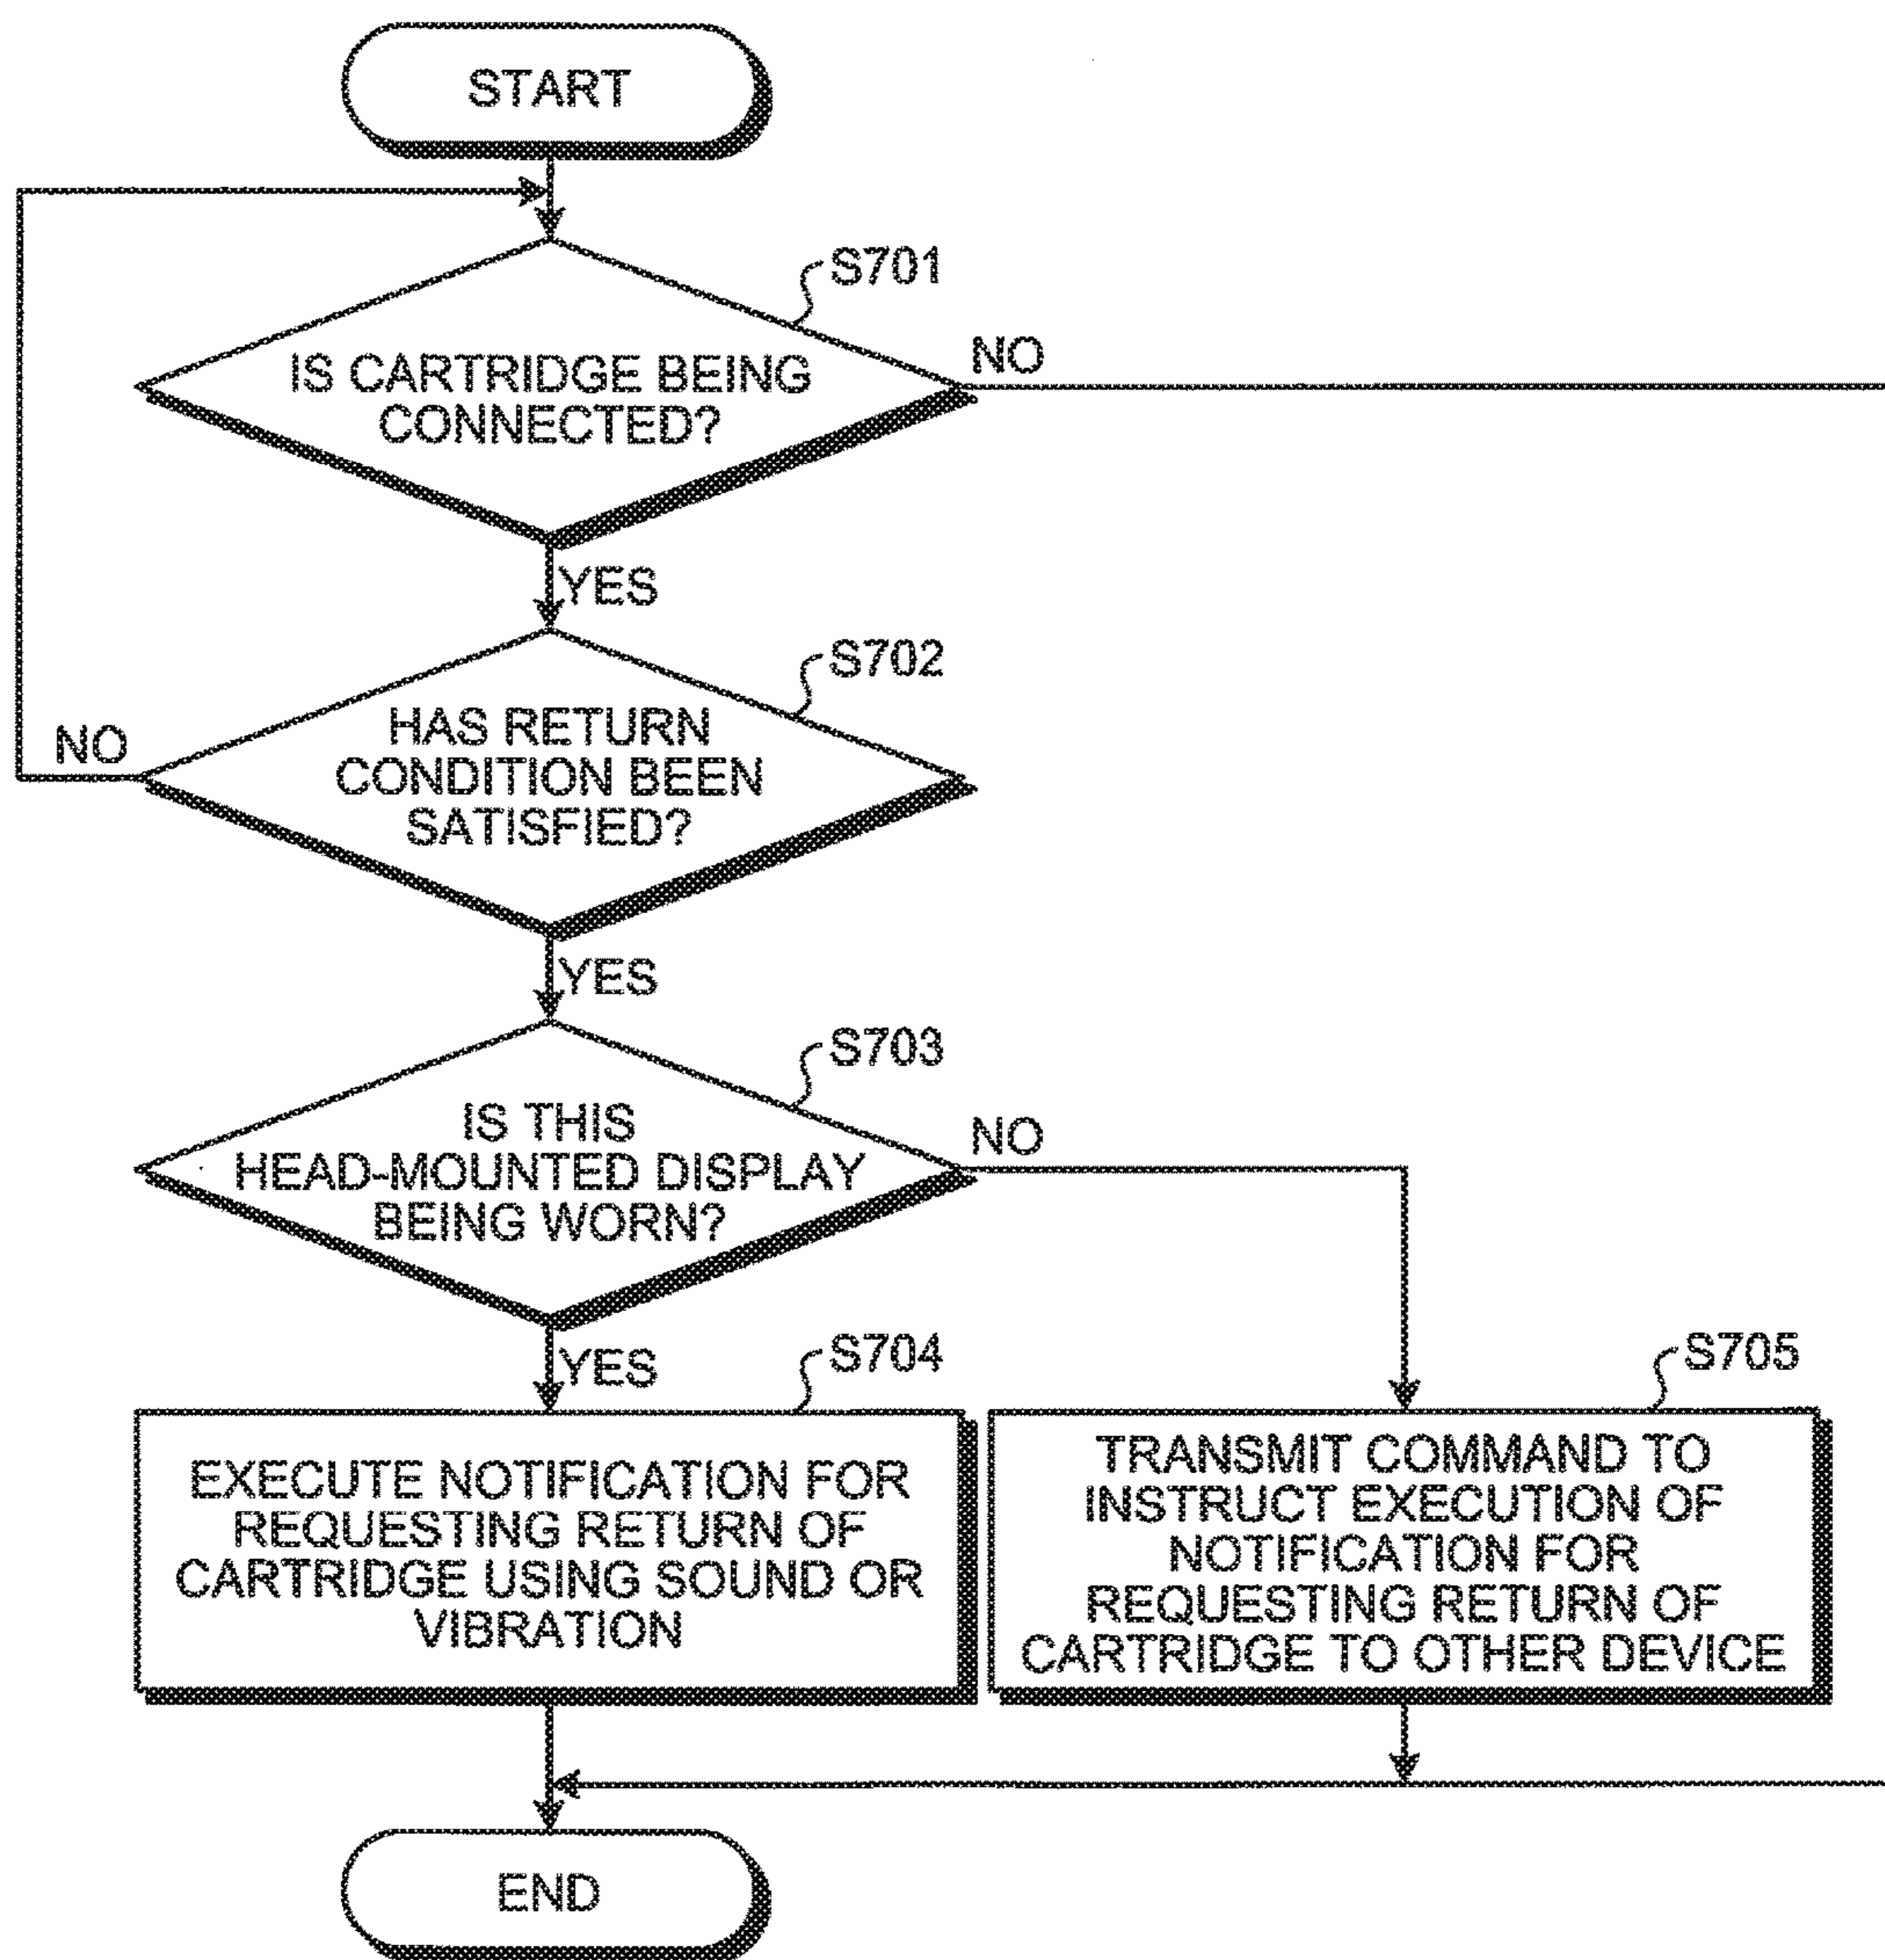 START
S701
IS CARTRIDGE BEING
CONNECTED?
NO
YES
S702
HAS RETURN
CONDITION BEEN
SATISFIED?
NO
YES
S703
IS THIS
HEAD-MOUNTED DISPLAY
BEING WORN?
NO
YES
S704
EXECUTE NOTIFICATION FOR
REQUESTING RETURN OF
CARTRIDGE USING SOUND OR
VIBRATION
S705
TRANSMIT COMMAND TO
INSTRUCT EXECUTION OF
NOTIFICATION FOR
REQUESTING RETURN OF
CARTRIDGE TO OTHER DEVICE
END